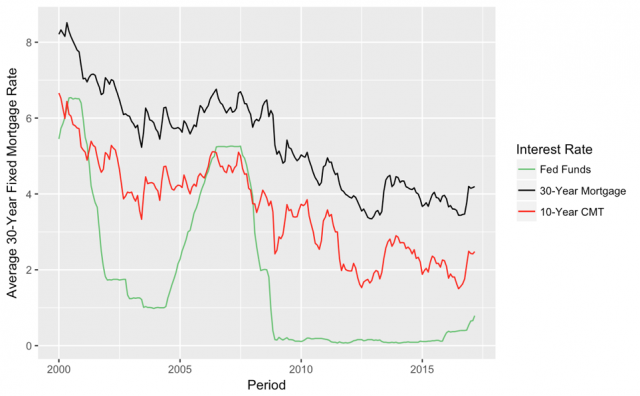 8
6
4
2
0
2000
2005
2010
2015
Period
Average 30-Year Fixed Mortgage Rate
Interest Rate
Fed Funds
30-Year Mortgage
10-Year CMT